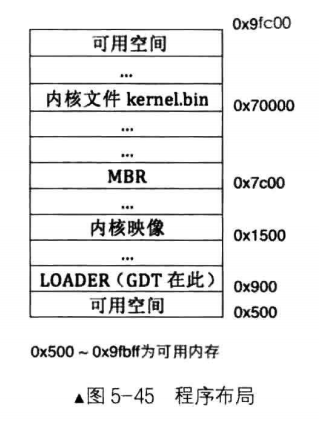 0x9fc00
可用空间
...
内核文件 kernel.bin
0x70000
...
...
MBR
0x7c00
...
内核映像
0x1500
...
LOADER（GDT 在此）
0x900
可用空间
0x500
0x500 ~ 0x9fbff为可用内存
▲图 5-45 程序布局